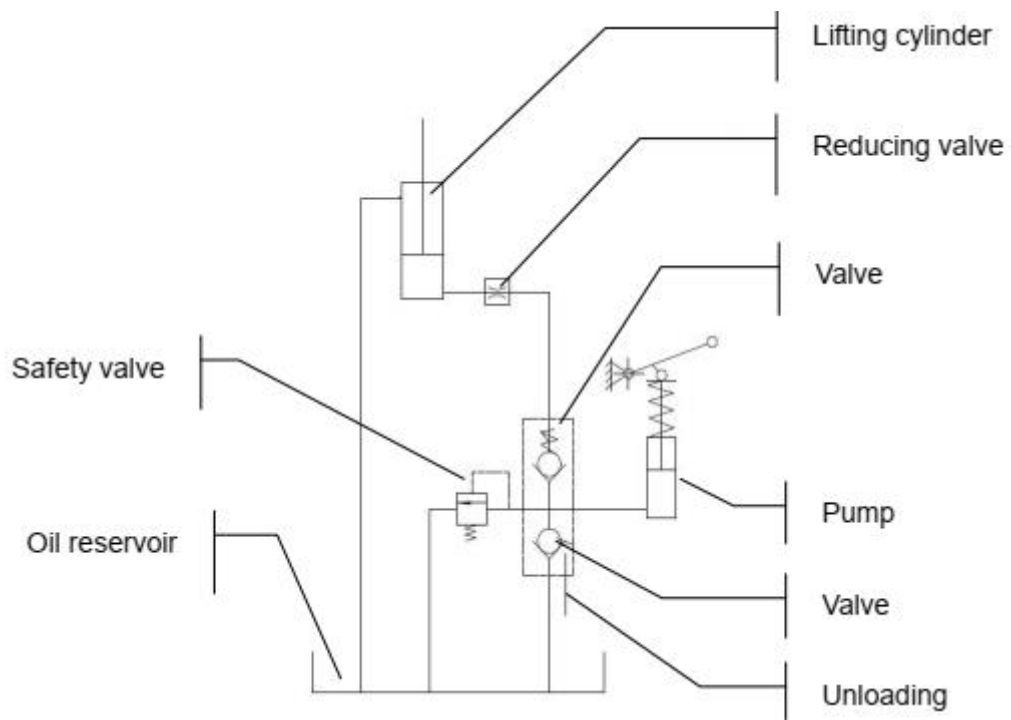 Lifting cylinder
Reducing valve
Valve
Safety valve
Pump
Oil reservoir
Valve
Unloading